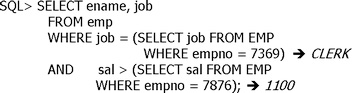 SQL> SELECT ename, job
FROM emp
WHERE job = (SELECT job FROM EMP
WHERE empno = 7369) ➔ CLERK
AND sal > (SELECT sal FROM EMP
WHERE empno = 7876); ➔ 1100